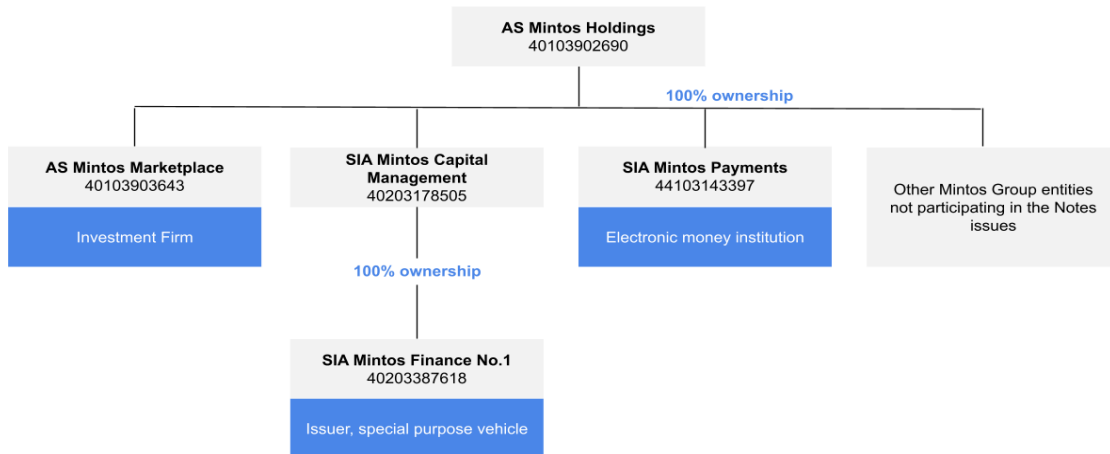 AS Mintos Holdings
40103902690
100% ownership
AS Mintos Marketplace
40103903643
Investment Firm
SIA Mintos Capital
Management
40203178505
SIA Mintos Payments
44103143397
Electronic money institution
Other Mintos Group entities
not participating in the Notes
issues
100% ownership
SIA Mintos Finance No.1
40203387618
Issuer, special purpose vehicle